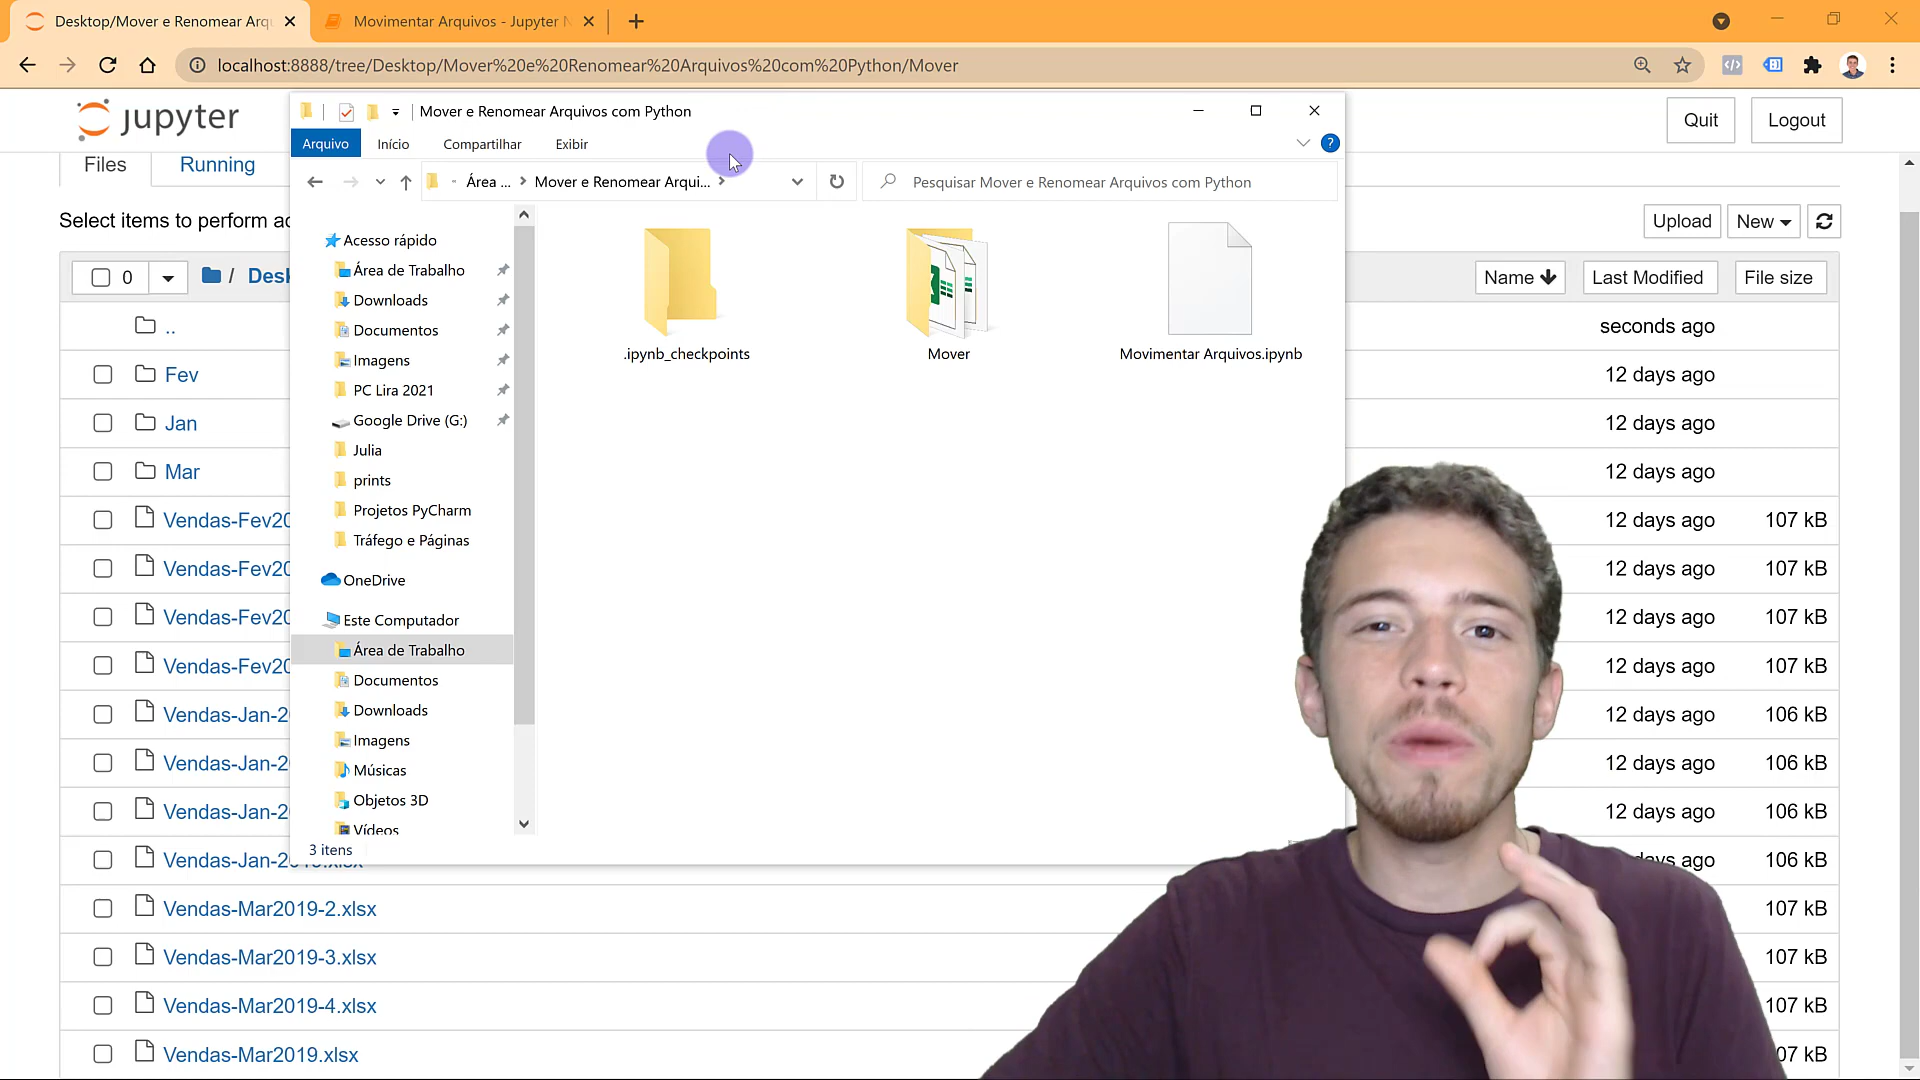 Desktop/Mover e Renomear Arq
Movimentar Arquivos - Jupyter N
localhost:8888/tree/Desktop/Mover%20e%20Renomear%20Arquivos%20com%20Python/Mover
jupyter
Quit
Logout
Mover e Renomear Arquivos com Python
Arquivo
Início
Compartilhar
Exibir
?
Files
Running
Área ...
Mover e Renomear Arqui...
Pesquisar Mover e Renomear Arquivos com Python
Select items to perform ac
Upload
New
0
/
Desk
Name
Last Modified
File size
Acesso rápido
Área de Trabalho
Downloads
Documentos
Imagens
PC Lira 2021
Google Drive (G:)
Julia
prints
Projetos PyCharm
Tráfego e Páginas
OneDrive
Este Computador
Área de Trabalho
Documentos
Downloads
Imagens
Músicas
Objetos 3D
Vídeos
3 itens
.ipynb_checkpoints
Mover
Movimentar Arquivos.ipynb
..
seconds ago
Fev
12 days ago
Jan
12 days ago
Mar
12 days ago
Vendas-Fev20
12 days ago
107 kB
Vendas-Fev20
12 days ago
107 kB
Vendas-Fev20
12 days ago
107 kB
Vendas-Fev20
12 days ago
107 kB
Vendas-Jan-2
12 days ago
106 kB
Vendas-Jan-2
12 days ago
106 kB
Vendas-Jan-2
12 days ago
106 kB
Vendas-Jan-2019.xlsx
days ago
106 kB
Vendas-Mar2019-2.xlsx
107 kB
Vendas-Mar2019-3.xlsx
107 kB
Vendas-Mar2019-4.xlsx
107 kB
Vendas-Mar2019.xlsx
07 kB